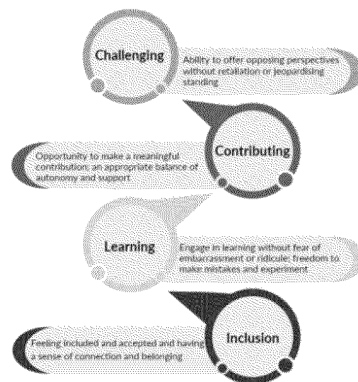 Challenging
Ability to offer opposing perspectives
without retaliation or jeopardising
standing
Contributing
Opportunity to make a meaningful
contribution; an appropriate balance of
autonomy and support
Learning
Engage in learning without fear of
embarrassment or ridicule; freedom to
make mistakes and experiment
Inclusion
Feeling included and accepted and having
a sense of connection and belonging